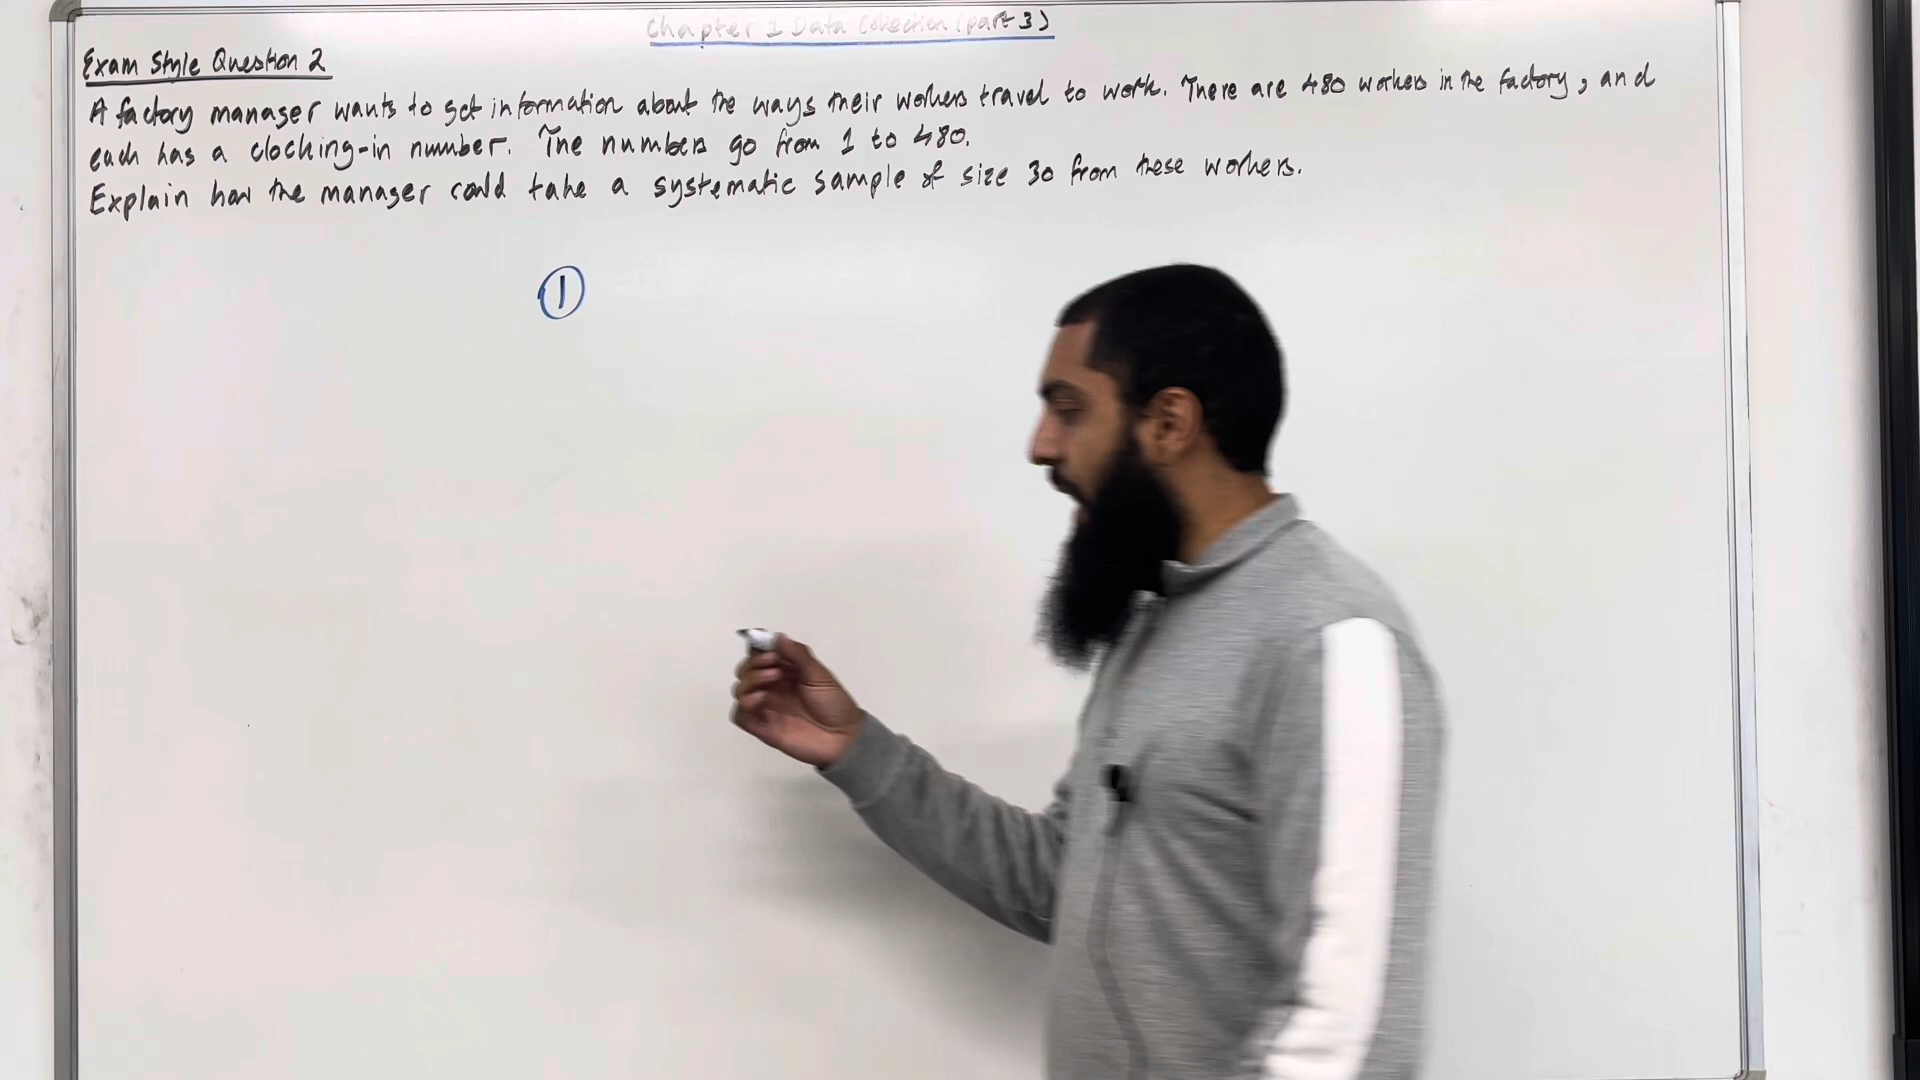 Chapter 1 Data Collection (part 3)
Exam Style Question 2
A factory manager wants to get information about the ways their workers travel to work. There are 480 workers in the factory, and
each has a clocking-in number. The numbers go from 1 to 480.
Explain how the manager could take a systematic sample of size 30 from these workers.
1